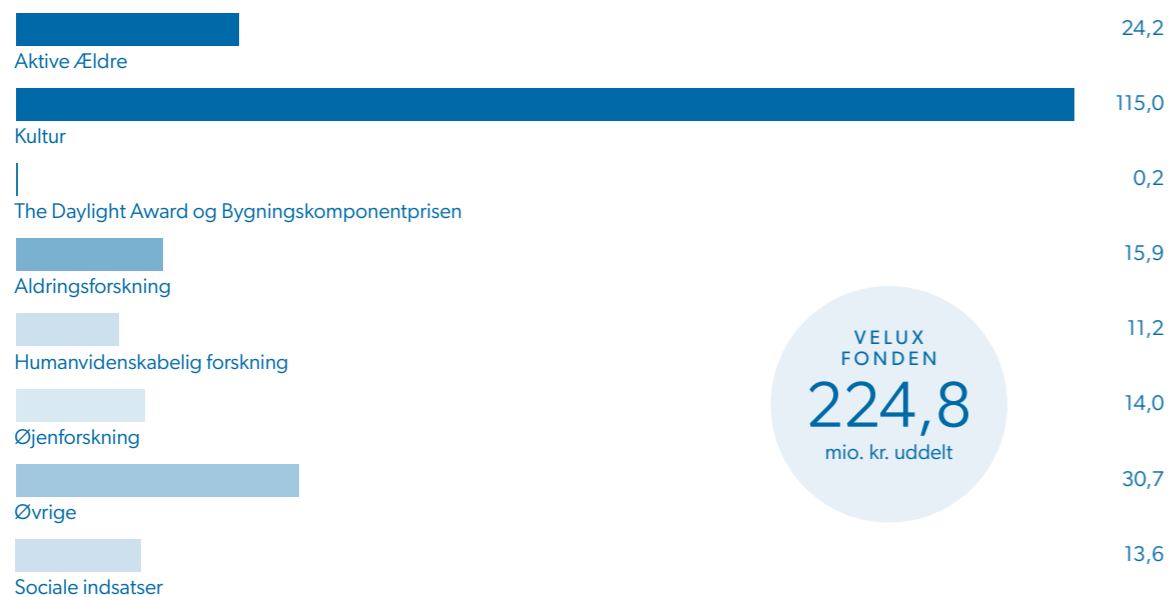 24,2
Aktive Ældre
115,0
Kultur
0,2
The Daylight Award og Bygningskomponentprisen
15,9
Aldringsforskning
11,2
Humanvidenskabelig forskning
VELUX
FONDEN
224,8
mio. kr. uddelt
14,0
Øjenforskning
30,7
Øvrige
13,6
Sociale indsatser